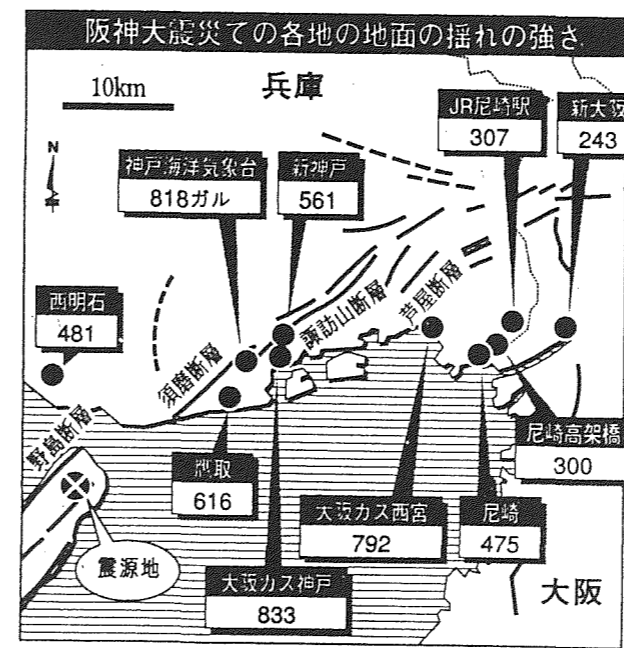 阪神大震災での各地の地面の揺れの強さ
10km
兵庫
N
JR尼崎駅
307
新大阪
243
神戸海洋気象台
818ガル
新神戸
561
西明石
481
須磨断層
諏訪山断層
芦屋断層
野島断層
鷹取
616
震源地
大阪ガス神戸
833
大阪ガス西宮
792
尼崎
475
尼崎高架橋
300
大阪